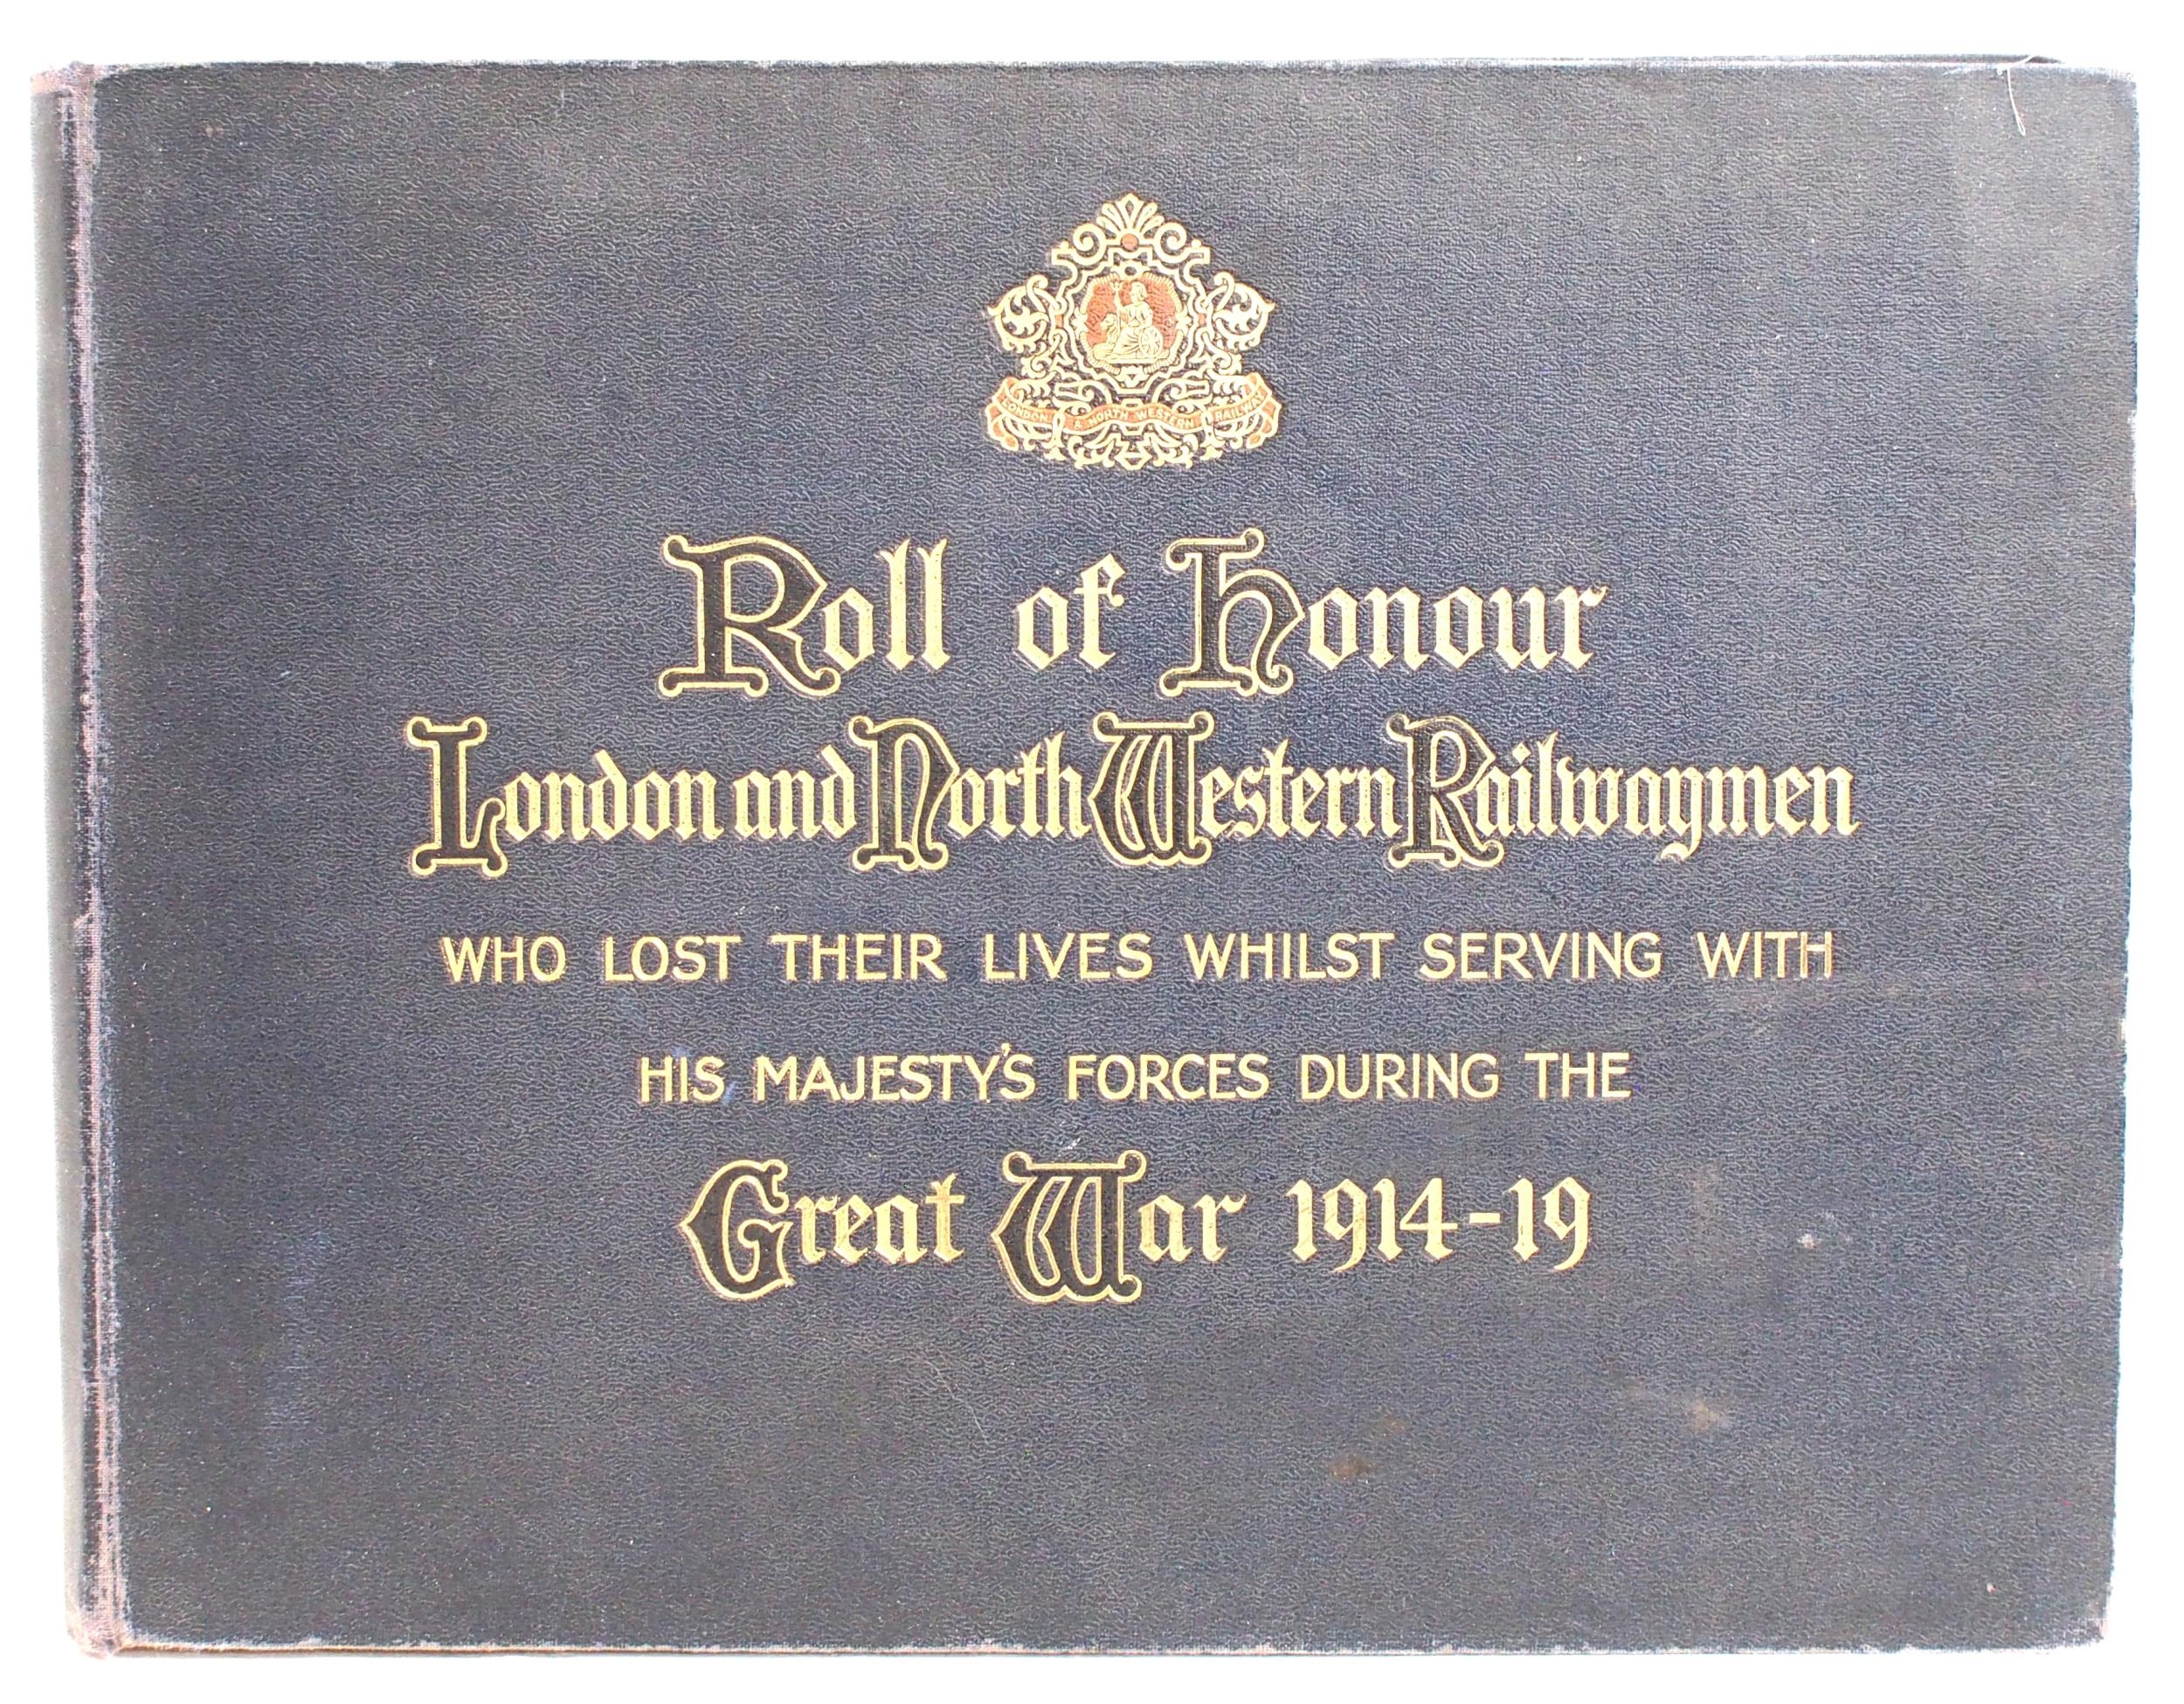 LONDON & NORTH WESTERN RAILWAY
Roll of Honour
London and North Western Railwaymen
WHO LOST THEIR LIVES WHILST SERVING WITH
HIS MAJESTY'S FORCES DURING THE
Great War 1914-19